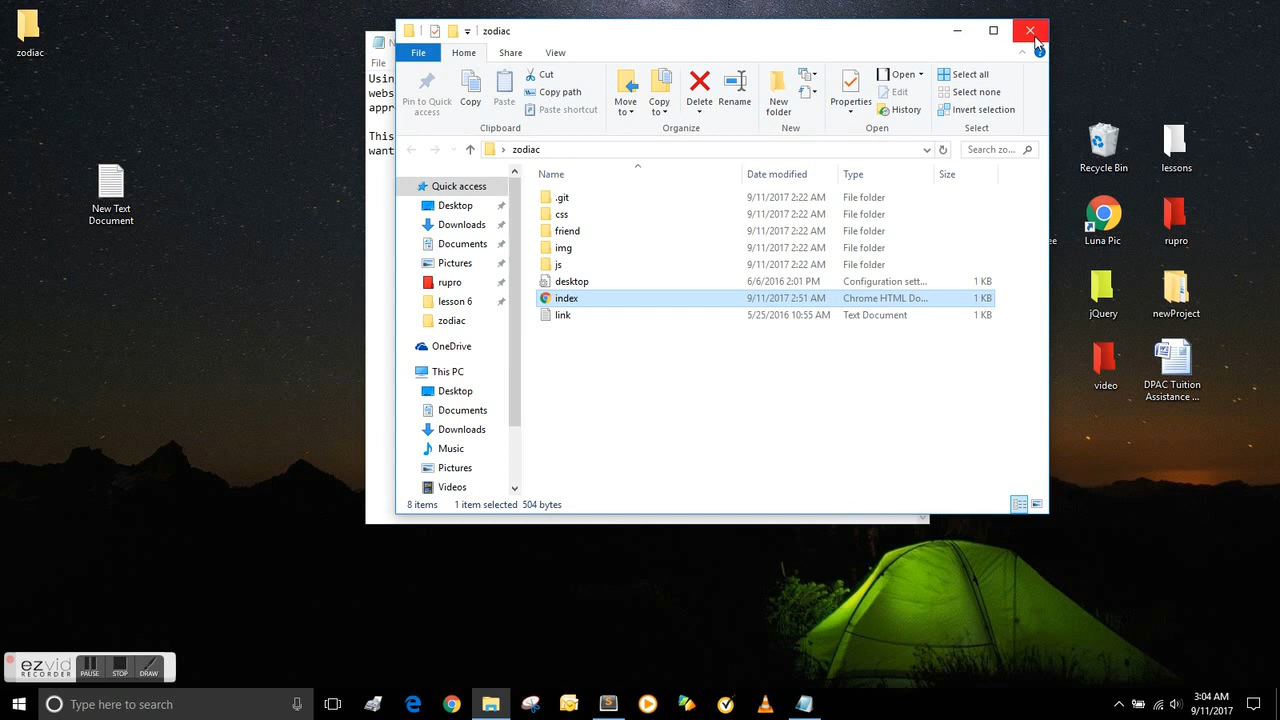 zodiac
New Text
Document
File
Using
webs
appr
This
want
zodiac
File
Home
Share
View
Pin to Quick
access
Copy
Paste
Cut
Copy path
Paste shortcut
Clipboard
Move
to
Copy
to
Delete
Rename
Organize
New
folder
New
Properties
Open
Edit
History
Open
Select all
Select none
Invert selection
Select
zodiac
Search zo...
Quick access
Desktop
Downloads
Documents
Pictures
rupro
lesson 6
zodiac
OneDrive
This PC
Desktop
Documents
Downloads
Music
Pictures
Videos
Name Date modified Type Size
.git 9/11/2017 2:22 AM File folder
css 9/11/2017 2:22 AM File folder
friend 9/11/2017 2:22 AM File folder
img 9/11/2017 2:22 AM File folder
js 9/11/2017 2:22 AM File folder
desktop 6/6/2016 2:01 PM Configuration sett... 1 KB
index 9/11/2017 2:51 AM Chrome HTML Do... 1 KB
link 5/25/2016 10:55 AM Text Document 1 KB
8 items 1 item selected 504 bytes
Recycle Bin
lessons
Luna Pic
rupro
jQuery
newProject
video
DPAC Tuition
Assistance ...
ezvid
RECORDER
PAUSE
STOP
DRAW
Type here to search
3:04 AM
9/11/2017